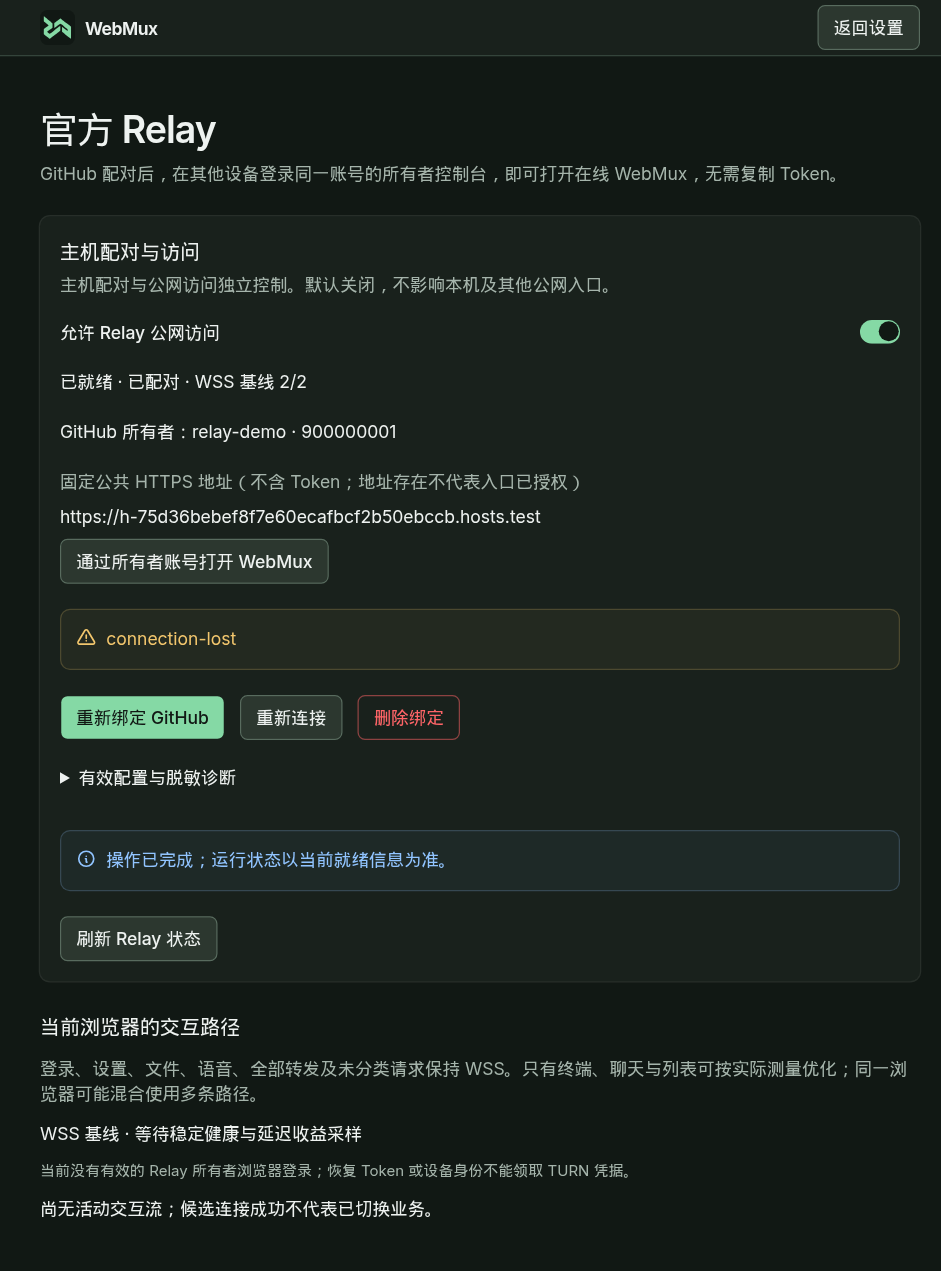 WebMux
返回设置
官方 Relay
GitHub 配对后，在其他设备登录同一账号的所有者控制台，即可打开在线 WebMux，无需复制 Token。
主机配对与访问
主机配对与公网访问独立控制。默认关闭，不影响本机及其他公网入口。
允许 Relay 公网访问
已就绪 · 已配对 · WSS 基线 2/2
GitHub 所有者：relay-demo · 900000001
固定公共 HTTPS 地址（不含 Token；地址存在不代表入口已授权）
https://h-75d36bebef8f7e60ecafbcf2b50ebccb.hosts.test
通过所有者账号打开 WebMux
connection-lost
重新绑定 GitHub
重新连接
删除绑定
有效配置与脱敏诊断
操作已完成；运行状态以当前就绪信息为准。
刷新 Relay 状态
当前浏览器的交互路径
登录、设置、文件、语音、全部转发及未分类请求保持 WSS。只有终端、聊天与列表可按实际测量优化；同一浏
览器可能混合使用多条路径。
WSS 基线 · 等待稳定健康与延迟收益采样
当前没有有效的 Relay 所有者浏览器登录；恢复 Token 或设备身份不能领取 TURN 凭据。
尚无活动交互流；候选连接成功不代表已切换业务。